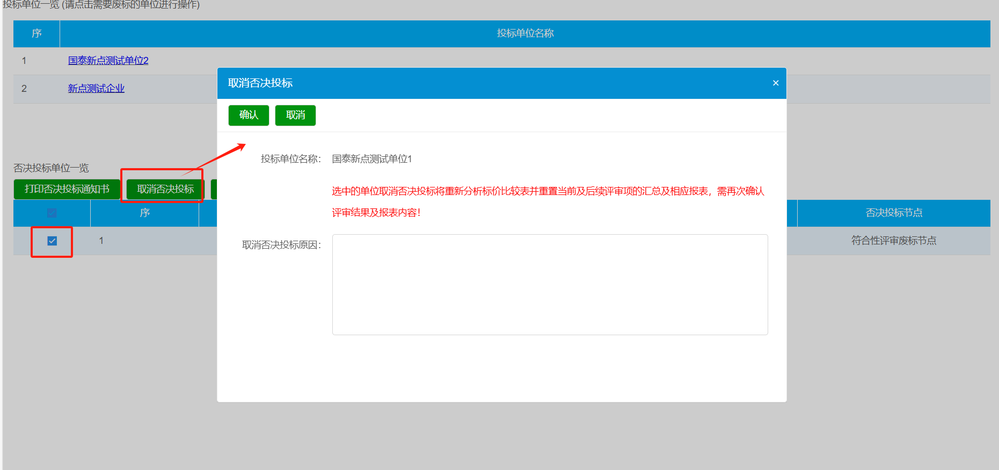 投标单位一览 (请点击需要废标的单位进行操作)
序 投标单位名称
1 国泰新点测试单位2
2 新点测试企业
取消否决投标 ×
确认 取消
投标单位名称： 国泰新点测试单位1
选中的单位取消否决投标将重新分析标价比较表并重置当前及后续评审项的汇总及相应报表，需再次确认
评审结果及报表内容！
取消否决投标原因：
否决投标单位一览
打印否决投标通知书 取消否决投标
序 否决投标节点
1 符合性评审废标节点